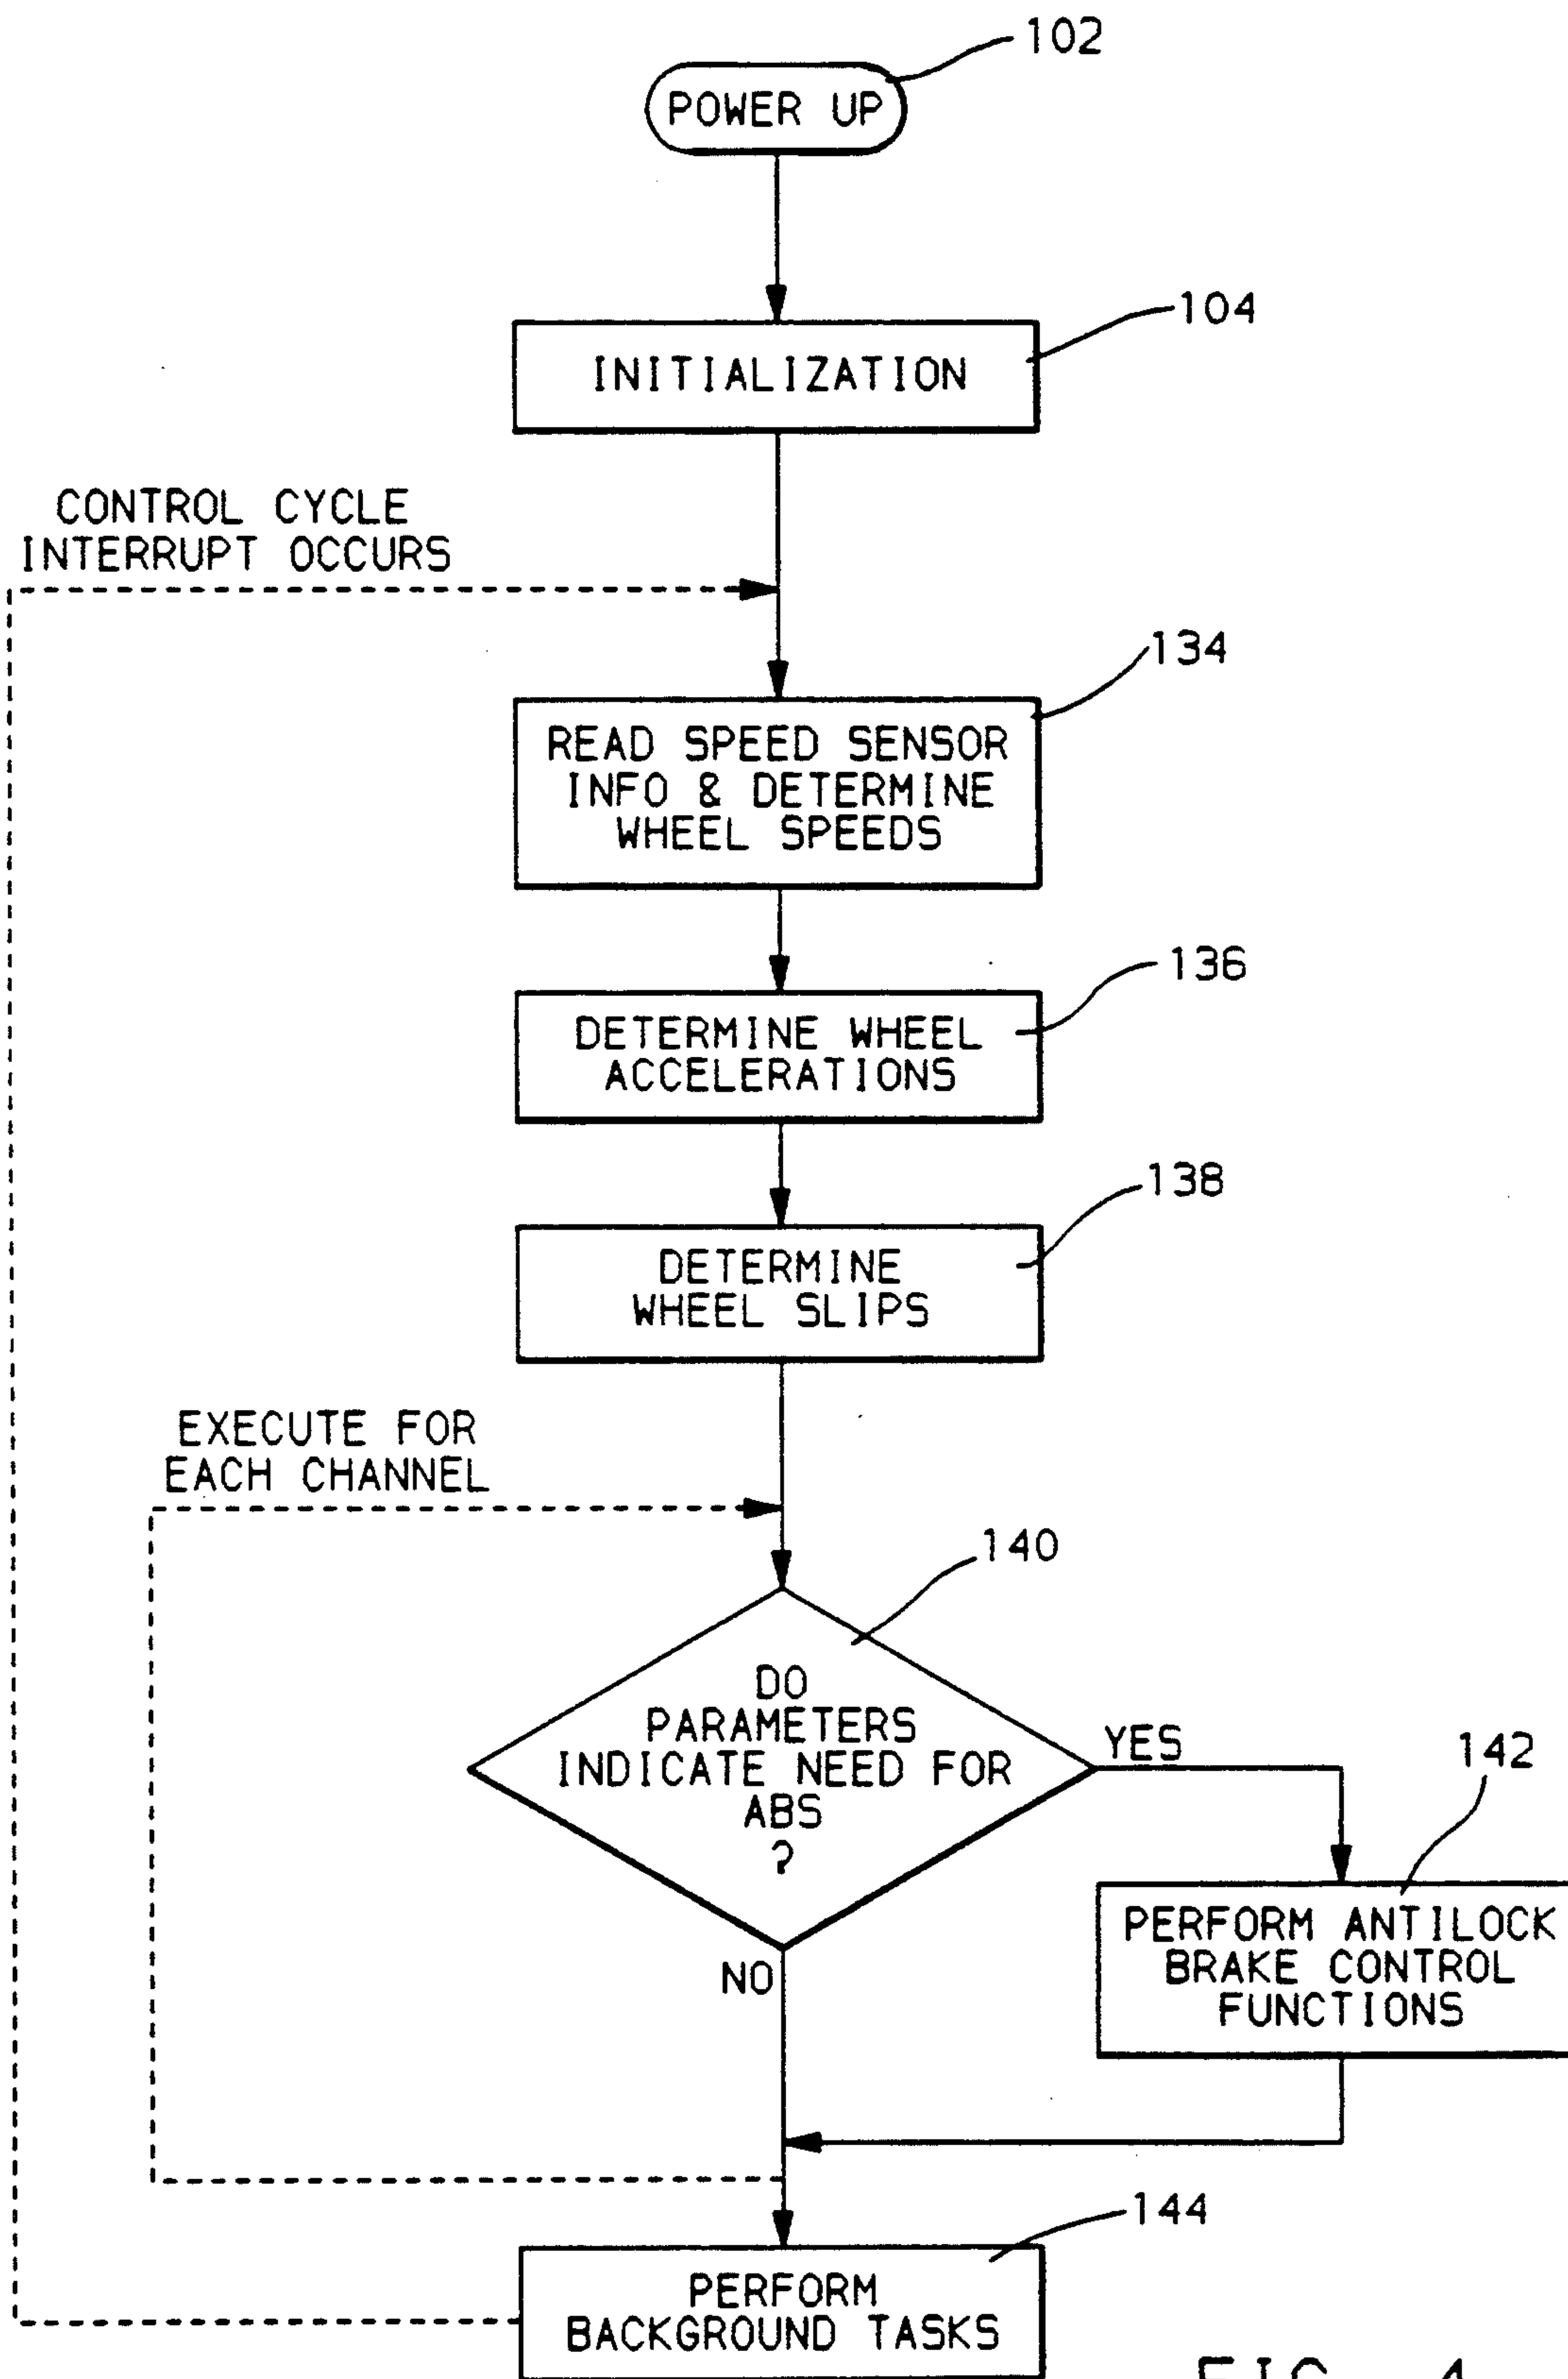 102
POWER UP
104
INITIALIZATION
CONTROL CYCLE
INTERRUPT OCCURS
134
READ SPEED SENSOR
INFO & DETERMINE
WHEEL SPEEDS
136
DETERMINE WHEEL
ACCELERATIONS
138
DETERMINE
WHEEL SLIPS
EXECUTE FOR
EACH CHANNEL
140
DO
PARAMETERS
INDICATE NEED FOR
ABS
?
YES
142
PERFORM ANTILOCK
BRAKE CONTROL
FUNCTIONS
NO
144
PERFORM
BACKGROUND TASKS
FIG. 4